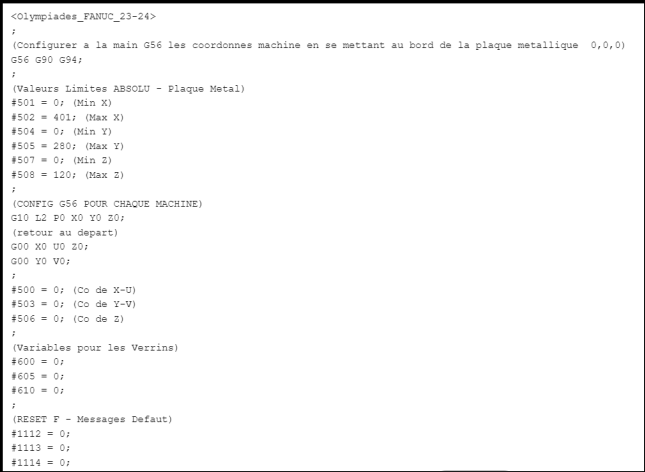 <Olympiades_FANUC_23-24>
;
(Configurer a la main G56 les coordonnes machine en se mettant au bord de la plaque metallique  0,0,0)
G56 G90 G94;
;
(Valeurs Limites ABSOLU - Plaque Metal)
#501 = 0; (Min X)
#502 = 401; (Max X)
#504 = 0; (Min Y)
#505 = 280; (Max Y)
#507 = 0; (Min Z)
#508 = 120; (Max Z)
;
(CONFIG G56 POUR CHAQUE MACHINE)
G10 L2 P0 X0 Y0 Z0;
(retour au depart)
G00 X0 U0 Z0;
G00 Y0 V0;
;
#500 = 0; (Co de X-U)
#503 = 0; (Co de Y-V)
#506 = 0; (Co de Z)
;
(Variables pour les Verrins)
#600 = 0;
#605 = 0;
#610 = 0;
;
(RESET F - Messages Defaut)
#1112 = 0;
#1113 = 0;
#1114 = 0;